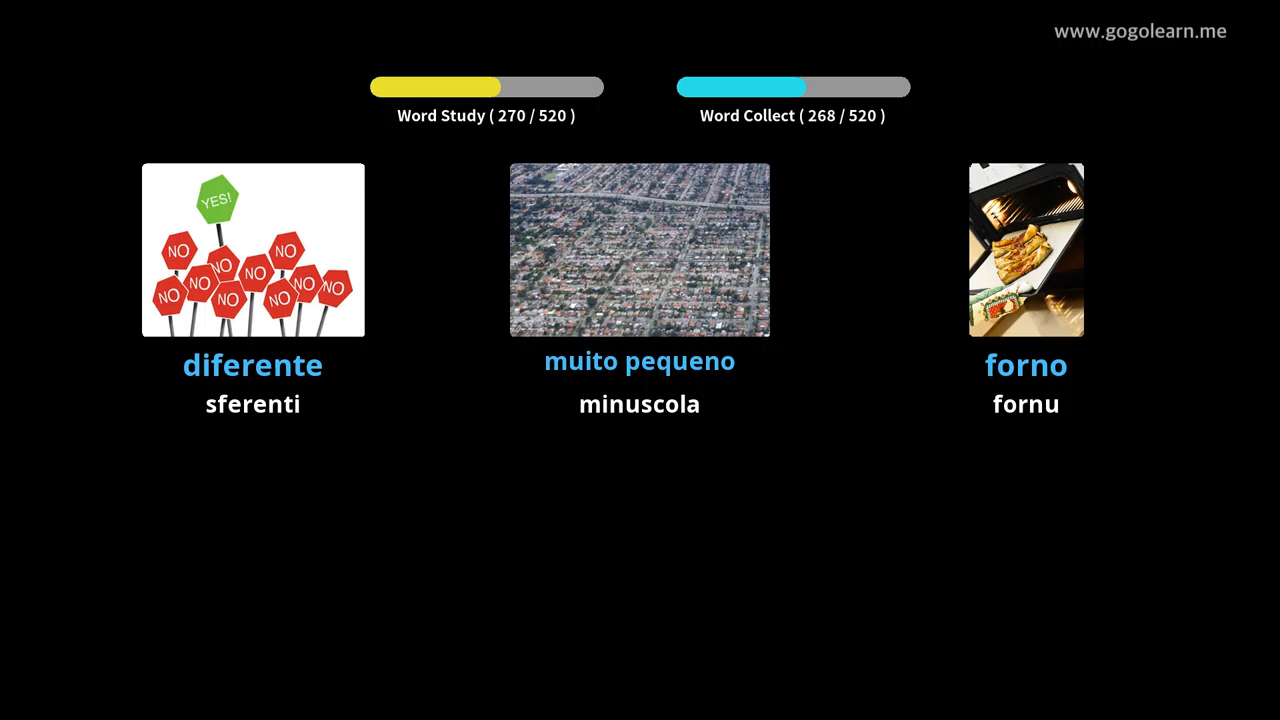 www.gogolearn.me
Word Study ( 270 / 520 )
Word Collect ( 268 / 520 )
YES!
NO
NO
NO
NO
NO
NO
NO
NO
NO
NO
diferente
muito pequeno
forno
sferenti
minuscola
fornu